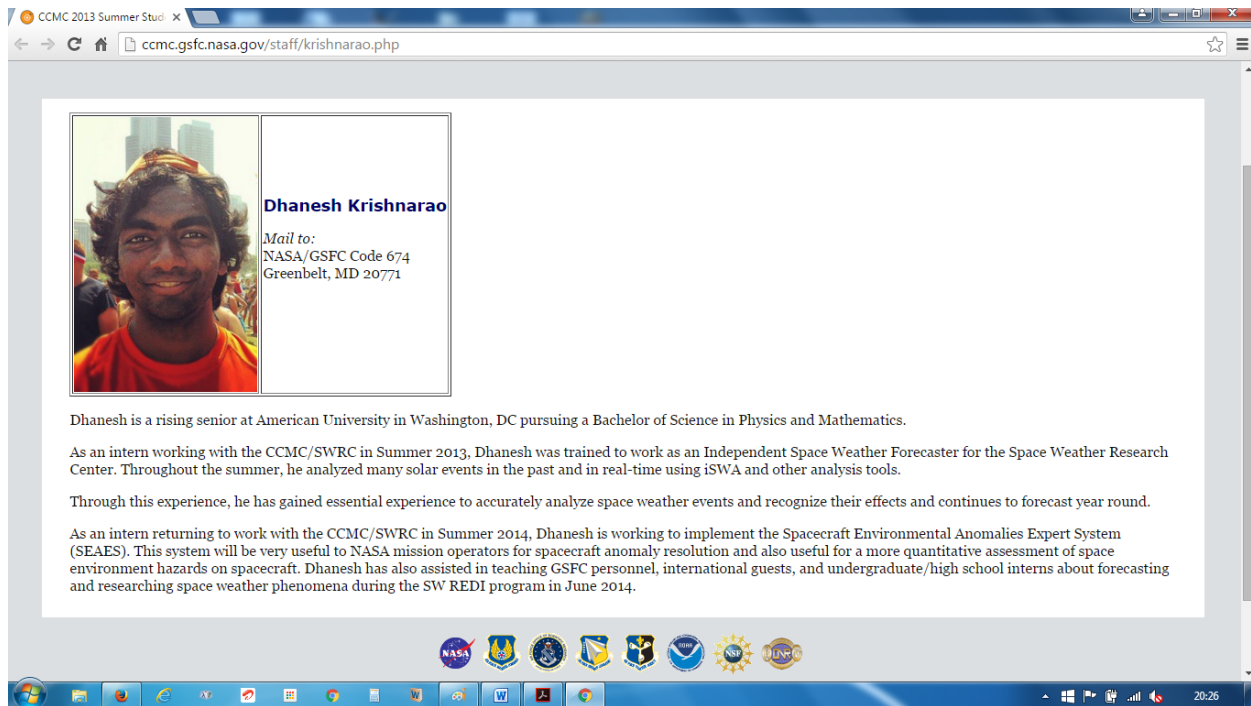 CCMC 2013 Summer Stud
ccmc.gsfc.nasa.gov/staff/krishnarao.php
Dhanesh Krishnarao
Mail to:
NASA/GSFC Code 674
Greenbelt, MD 20771
Dhanesh is a rising senior at American University in Washington, DC pursuing a Bachelor of Science in Physics and Mathematics.
As an intern working with the CCMC/SWRC in Summer 2013, Dhanesh was trained to work as an Independent Space Weather Forecaster for the Space Weather Research
Center. Throughout the summer, he analyzed many solar events in the past and in real-time using iSWA and other analysis tools.
Through this experience, he has gained essential experience to accurately analyze space weather events and recognize their effects and continues to forecast year round.
As an intern returning to work with the CCMC/SWRC in Summer 2014, Dhanesh is working to implement the Spacecraft Environmental Anomalies Expert System
(SEAES). This system will be very useful to NASA mission operators for spacecraft anomaly resolution and also useful for a more quantitative assessment of space
environment hazards on spacecraft. Dhanesh has also assisted in teaching GSFC personnel, international guests, and undergraduate/high school interns about forecasting
and researching space weather phenomena during the SW REDI program in June 2014.
NASA NOAA NSF
20:26